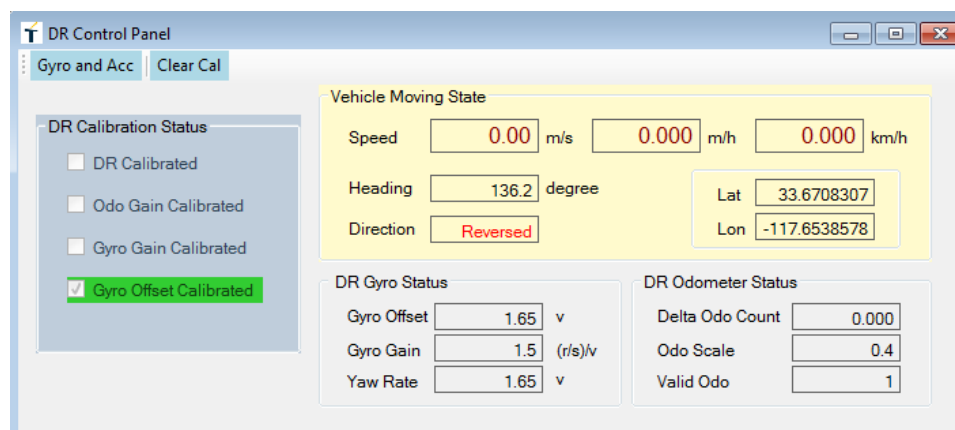 DR Control Panel
Gyro and Acc Clear Cal
DR Calibration Status
DR Calibrated
Odo Gain Calibrated
Gyro Gain Calibrated
Gyro Offset Calibrated
Vehicle Moving State
Speed 0.00 m/s 0.000 m/h 0.000 km/h
Heading 136.2 degree
Direction Reversed
Lat 33.6708307
Lon -117.6538578
DR Gyro Status
Gyro Offset 1.65 v
Gyro Gain 1.5 (r/s)/v
Yaw Rate 1.65 v
DR Odometer Status
Delta Odo Count 0.000
Odo Scale 0.4
Valid Odo 1